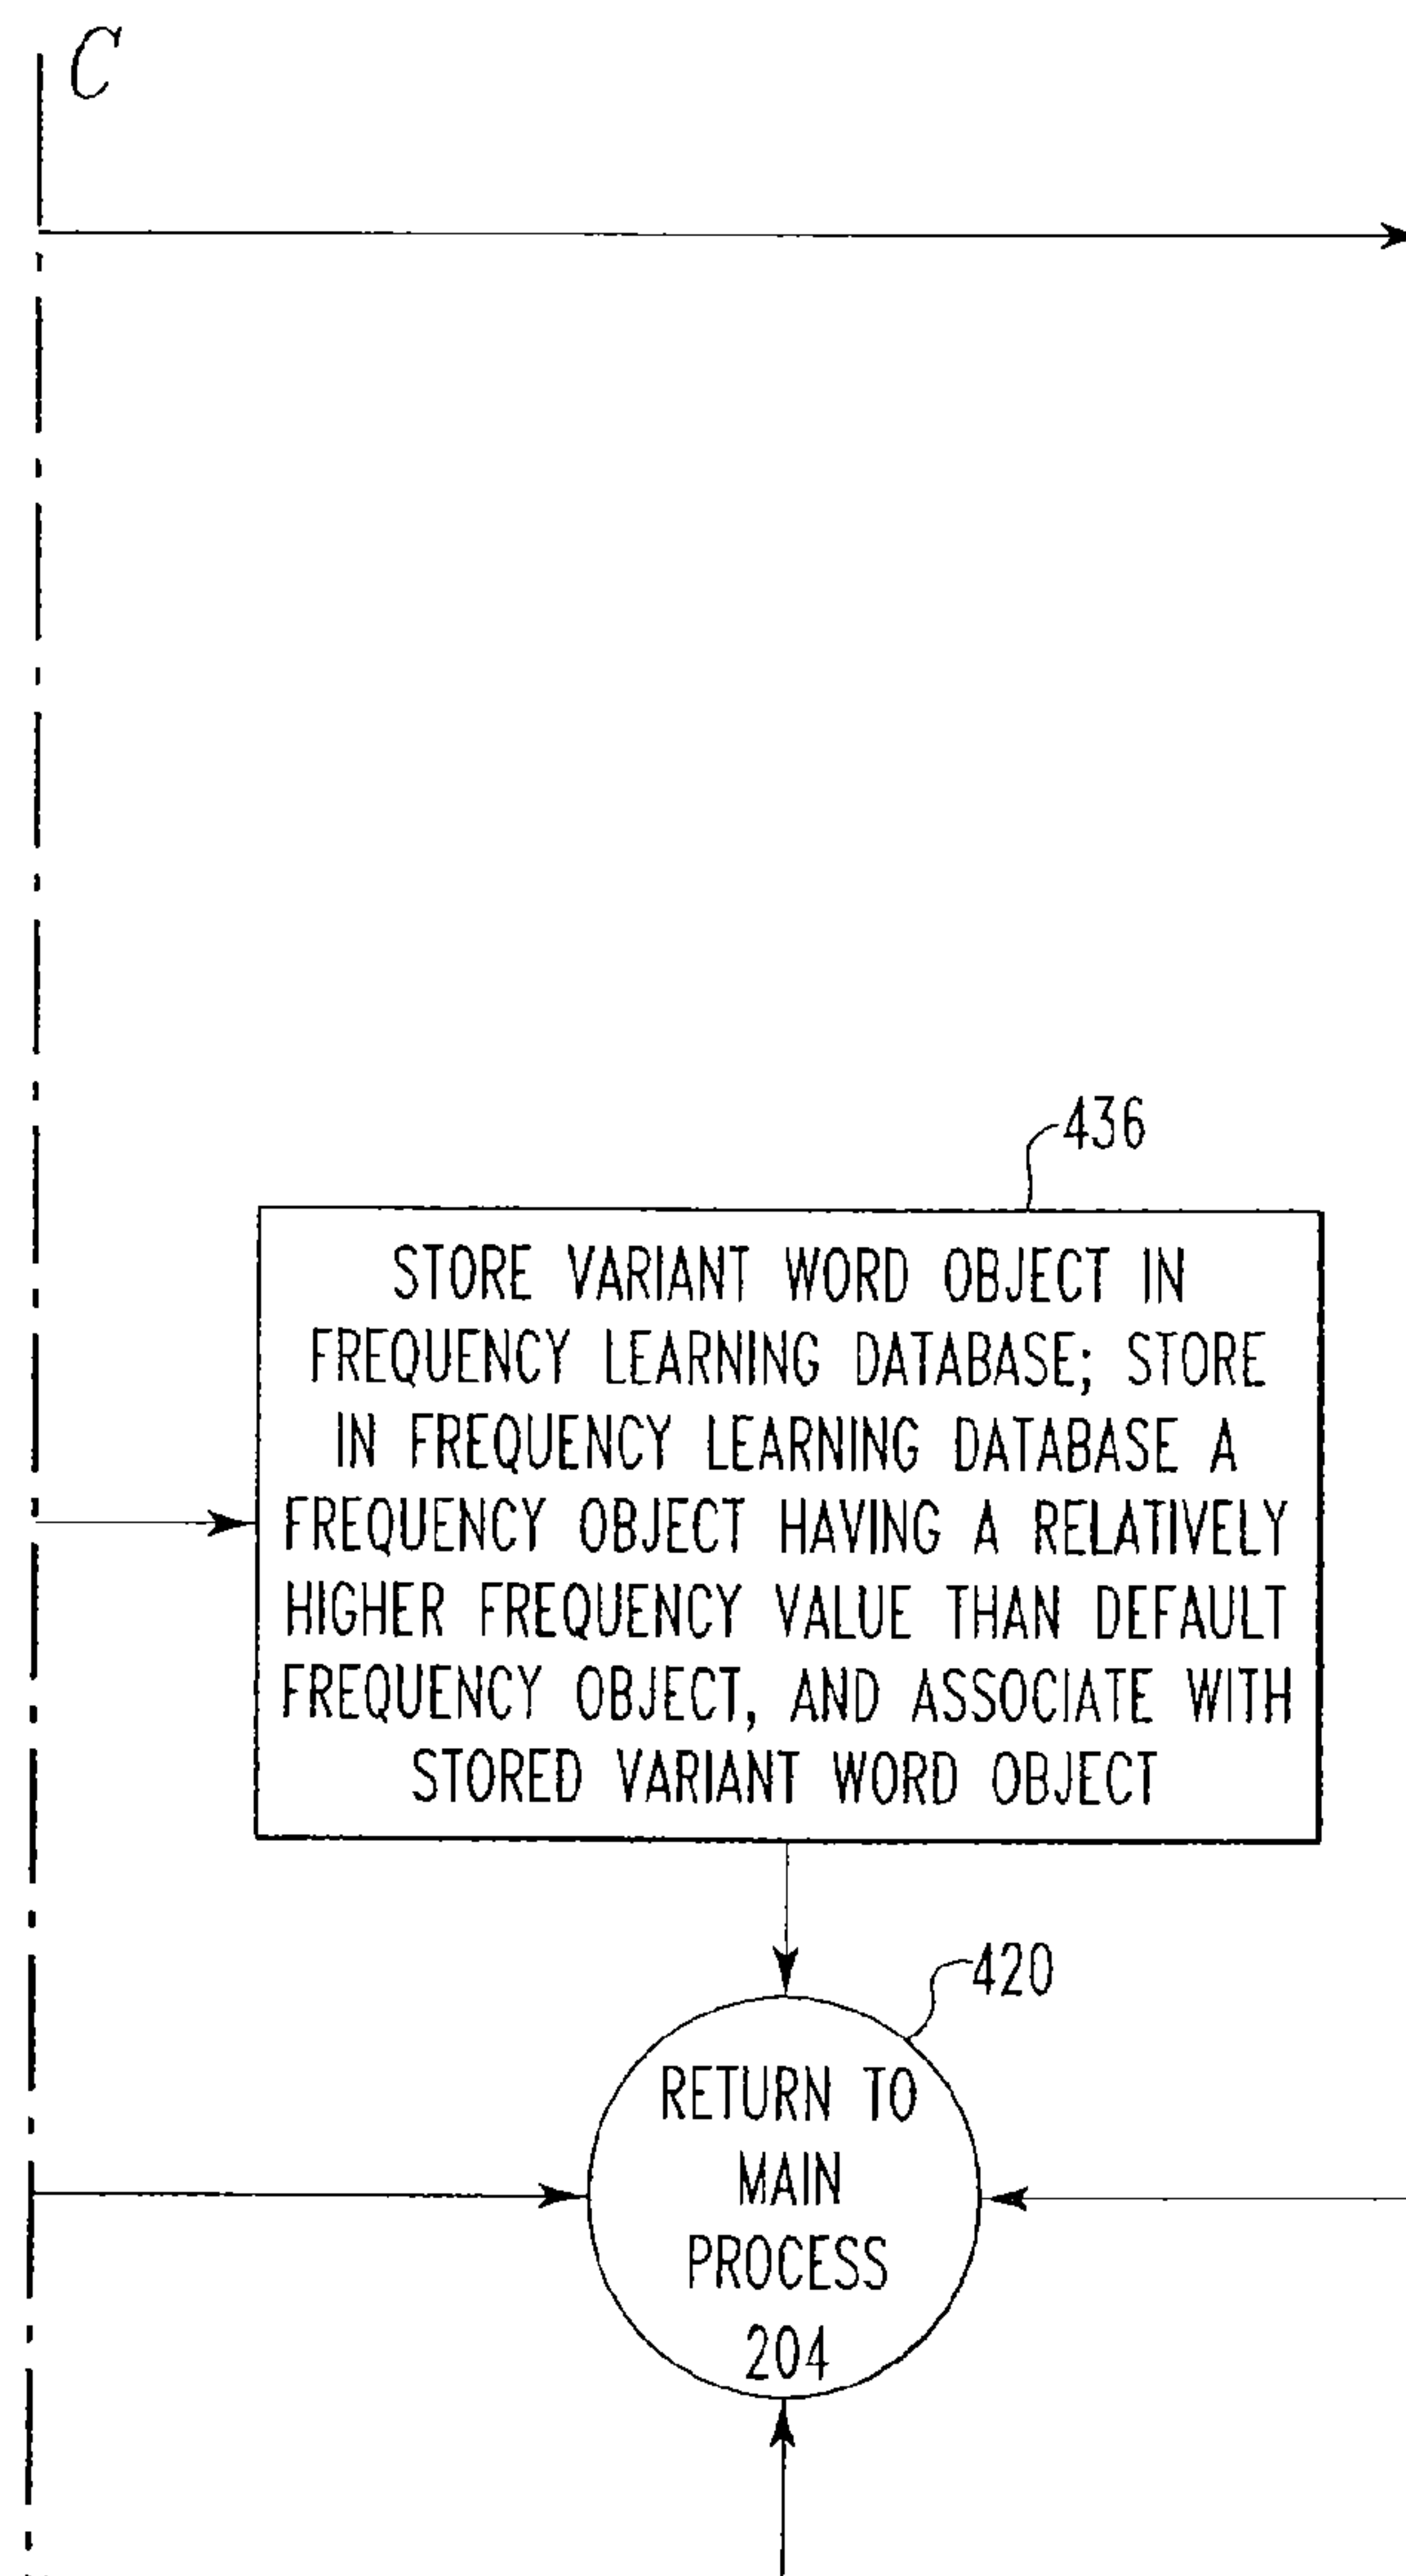 C
436
STORE VARIANT WORD OBJECT IN
FREQUENCY LEARNING DATABASE; STORE
IN FREQUENCY LEARNING DATABASE A
FREQUENCY OBJECT HAVING A RELATIVELY
HIGHER FREQUENCY VALUE THAN DEFAULT
FREQUENCY OBJECT, AND ASSOCIATE WITH
STORED VARIANT WORD OBJECT
420
RETURN TO
MAIN
PROCESS
204